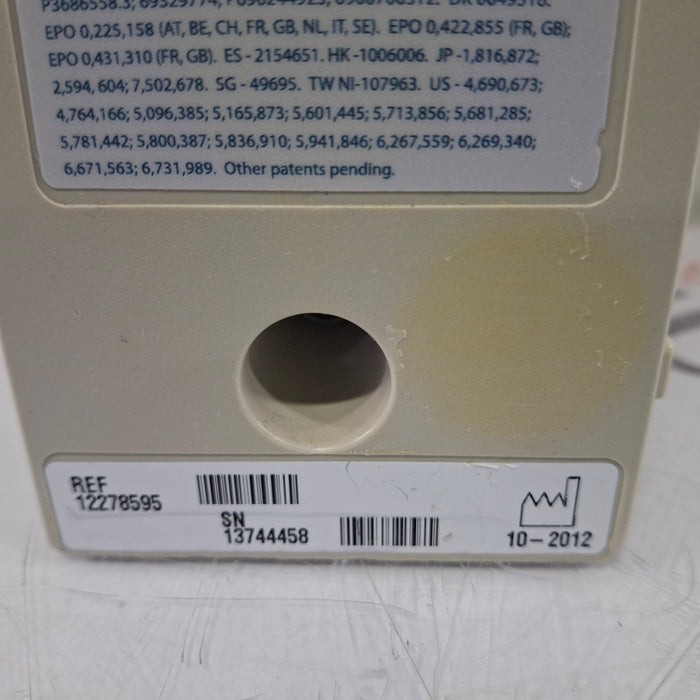 EPO 0,225,158 (AT, BE, CH, FR, GB, NL, IT, SE). EPO 0,422,855 (FR, GB);
EPO 0,431,310 (FR, GB). ES - 2154651. HK -1006006. JP -1,816,872;
2,594, 604; 7,502,678. SG - 49695. TW NI-107963. US - 4,690,673;
4,764,166; 5,096,385; 5,165,873; 5,601,445; 5,713,856; 5,681,285;
5,781,442; 5,800,387; 5,836,910; 5,941,846; 6,267,559; 6,269,340;
6,671,563; 6,731,989. Other patents pending.
REF
12278595
SN
13744458
10-2012